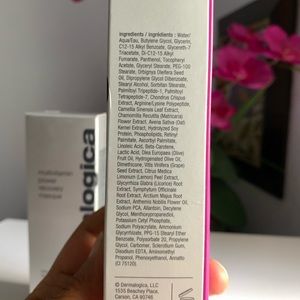 ingredients / ingrédients : Water/
Aqua/Eau, Butylene Glycol, Glycerin,
C12-15 Alkyl Benzoate, Glycereth-7
Triacetate, Di-C12-15 Alkyl
Fumarate, Panthenol, Tocopheryl
Acetate, Glyceryl Stearate, PEG-100
Stearate, Orbignya Oleifera Seed
Oil, Dipropylene Glycol Dibenzoate,
Stearyl Alcohol, Sorbitan Stearate,
Palmitoyl Tripeptide-1, Palmitoyl
Tetrapeptide-7, Chondrus Crispus
Extract, Arginine/Lysine Polypeptide,
Camellia Sinensis Leaf Extract,
Chamomilla Recutita (Matricaria)
Flower Extract, Avena Sativa (Oat)
Kernel Extract, Hydrolyzed Soy
Protein, Phospholipids, Retinyl
Palmitate, Ascorbyl Palmitate,
Linoleic Acid, Beta-Carotene,
Lactic Acid, Olea Europaea (Olive)
Fruit Oil, Hydrogenated Olive Oil,
Dimethicone, Vitis Vinifera (Grape)
Seed Extract, Citrus Medica
Limonum (Lemon) Peel Extract,
Glycyrrhiza Glabra (Licorice) Root
Extract, Symphytum Officinale
Root Extract, Arctium Majus Root
Extract, Anthemis Nobilis Flower Oil,
Sodium PCA, Allantoin, Decylene
Glycol, Menthoxypropanediol,
Potassium Cetyl Phosphate,
Sodium Polyacrylate, Ammonium
Glycyrrhizate, PPG-15 Stearyl Ether
Benzoate, Polysorbate 20, Propylene
Glycol, Carbomer, Sclerotium Gum,
Disodium EDTA, Aminomethyl
Propanol, Phenoxyethanol, Annatto
(CI 75120).
© Dermalogica, LLC
1535 Beachey Place,
Carson, CA 90746
multivitamin
power
recovery
masque
logica